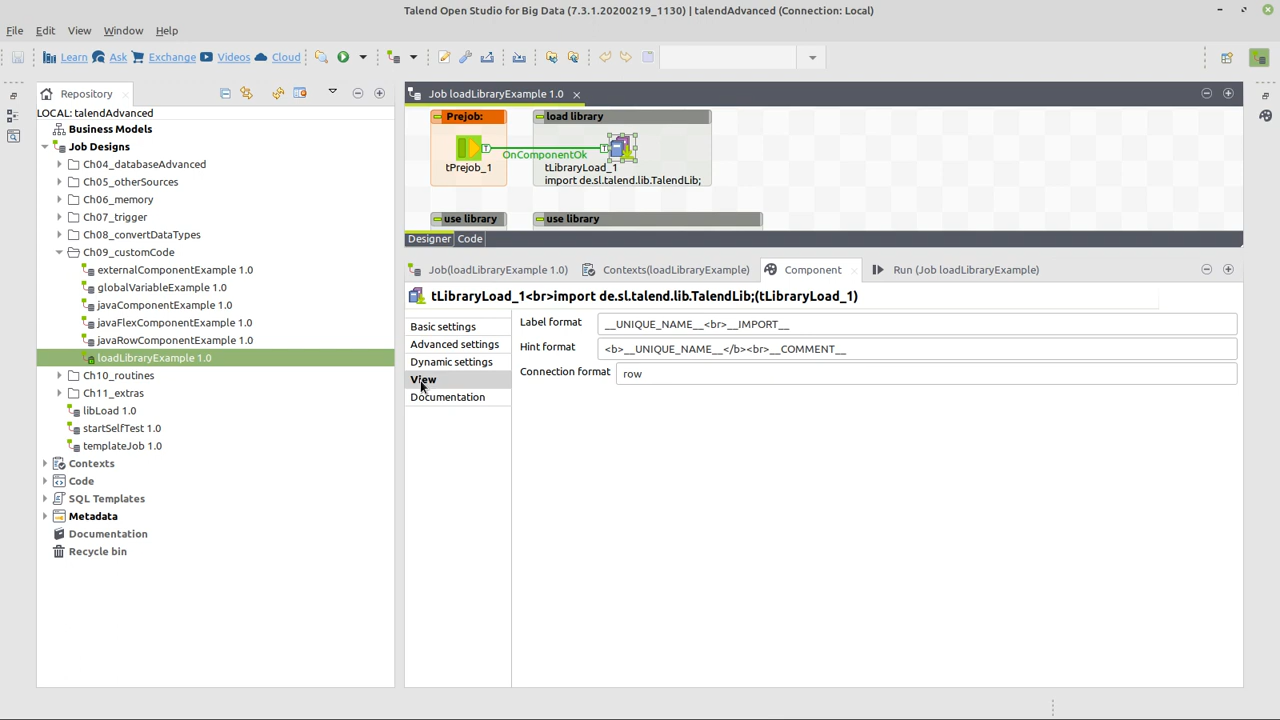 Talend Open Studio for Big Data (7.3.1.20200219_1130) | talendAdvanced (Connection: Local)
File Edit View Window Help
Learn Ask Exchange Videos Cloud
Repository
LOCAL: talendAdvanced
Business Models
Job Designs
Ch04_databaseAdvanced
Ch05_otherSources
Ch06_memory
Ch07_trigger
Ch08_convertDataTypes
Ch09_customCode
externalComponentExample 1.0
globalVariableExample 1.0
javaComponentExample 1.0
javaFlexComponentExample 1.0
javaRowComponentExample 1.0
loadLibraryExample 1.0
Ch10_routines
Ch11_extras
libLoad 1.0
startSelfTest 1.0
templateJob 1.0
Contexts
Code
SQL Templates
Metadata
Documentation
Recycle bin
Job loadLibraryExample 1.0
Prejob: load library
OnComponentOk
tPrejob_1 tLibraryLoad_1
import de.sl.talend.lib.TalendLib;
use library use library
Designer Code
Job(loadLibraryExample 1.0) Contexts(loadLibraryExample) Component Run (Job loadLibraryExample)
tLibraryLoad_1<br>import de.sl.talend.lib.TalendLib;(tLibraryLoad_1)
Basic settings
Advanced settings
Dynamic settings
View
Documentation
Label format __UNIQUE_NAME__<br>__IMPORT__
Hint format <b>__UNIQUE_NAME__</b><br>__COMMENT__
Connection format row